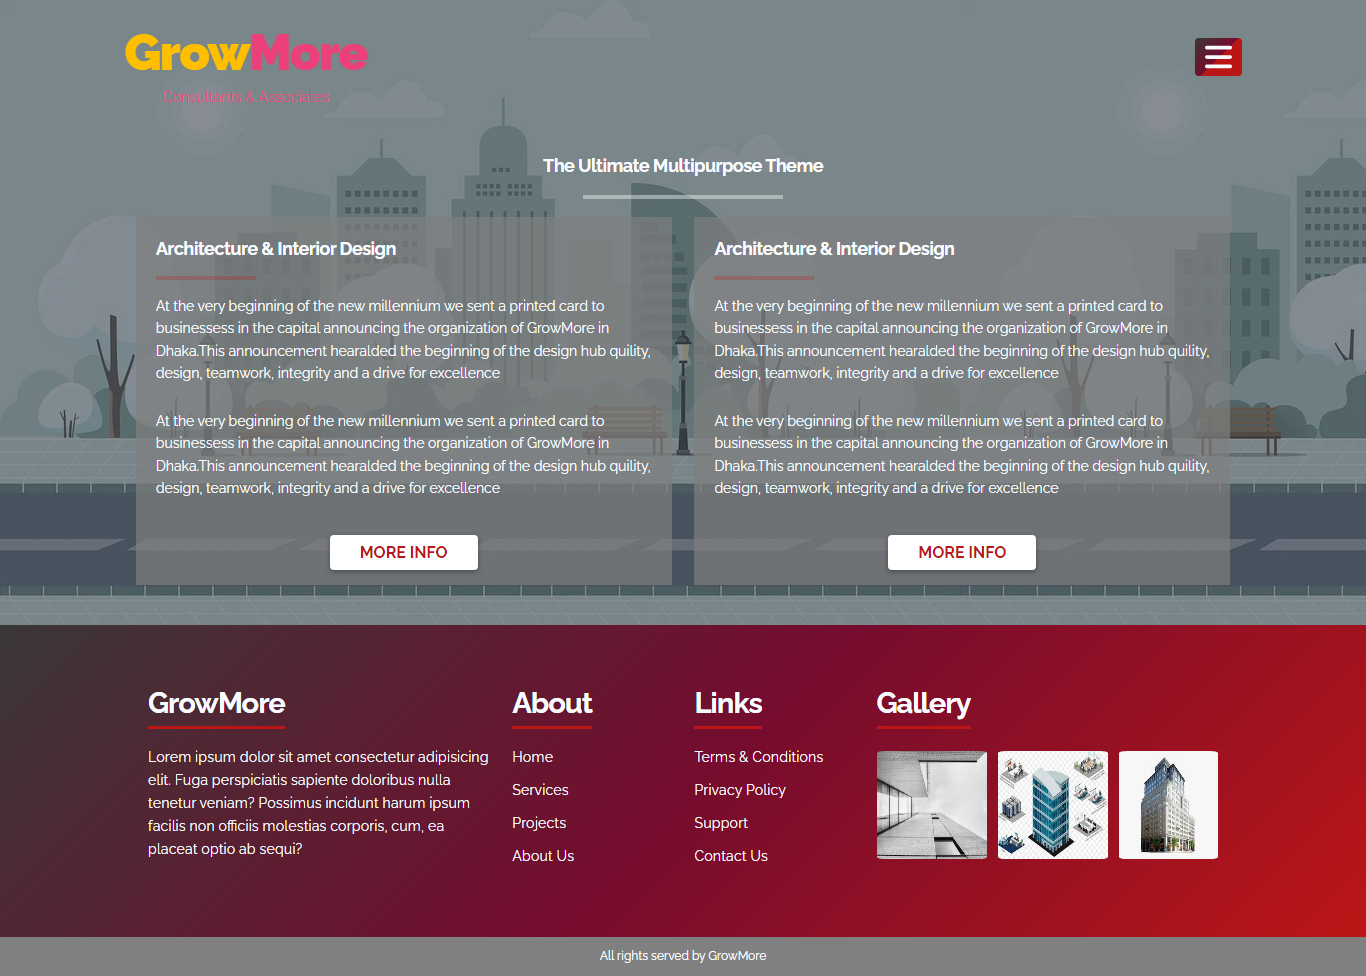 GrowMore
Consultants & Associates
The Ultimate Multipurpose Theme
Architecture & Interior Design
At the very beginning of the new millennium we sent a printed card to
businessess in the capital announcing the organization of GrowMore in
Dhaka.This announcement hearalded the beginning of the design hub quility,
design, teamwork, integrity and a drive for excellence
At the very beginning of the new millennium we sent a printed card to
businessess in the capital announcing the organization of GrowMore in
Dhaka.This announcement hearalded the beginning of the design hub quility,
design, teamwork, integrity and a drive for excellence
MORE INFO
Architecture & Interior Design
At the very beginning of the new millennium we sent a printed card to
businessess in the capital announcing the organization of GrowMore in
Dhaka.This announcement hearalded the beginning of the design hub quility,
design, teamwork, integrity and a drive for excellence
At the very beginning of the new millennium we sent a printed card to
businessess in the capital announcing the organization of GrowMore in
Dhaka.This announcement hearalded the beginning of the design hub quility,
design, teamwork, integrity and a drive for excellence
MORE INFO
GrowMore
Lorem ipsum dolor sit amet consectetur adipisicing
elit. Fuga perspiciatis sapiente doloribus nulla
tenetur veniam? Possimus incidunt harum ipsum
facilis non officiis molestias corporis, cum, ea
placeat optio ab sequi?
About
Home
Services
Projects
About Us
Links
Terms & Conditions
Privacy Policy
Support
Contact Us
Gallery
All rights served by GrowMore